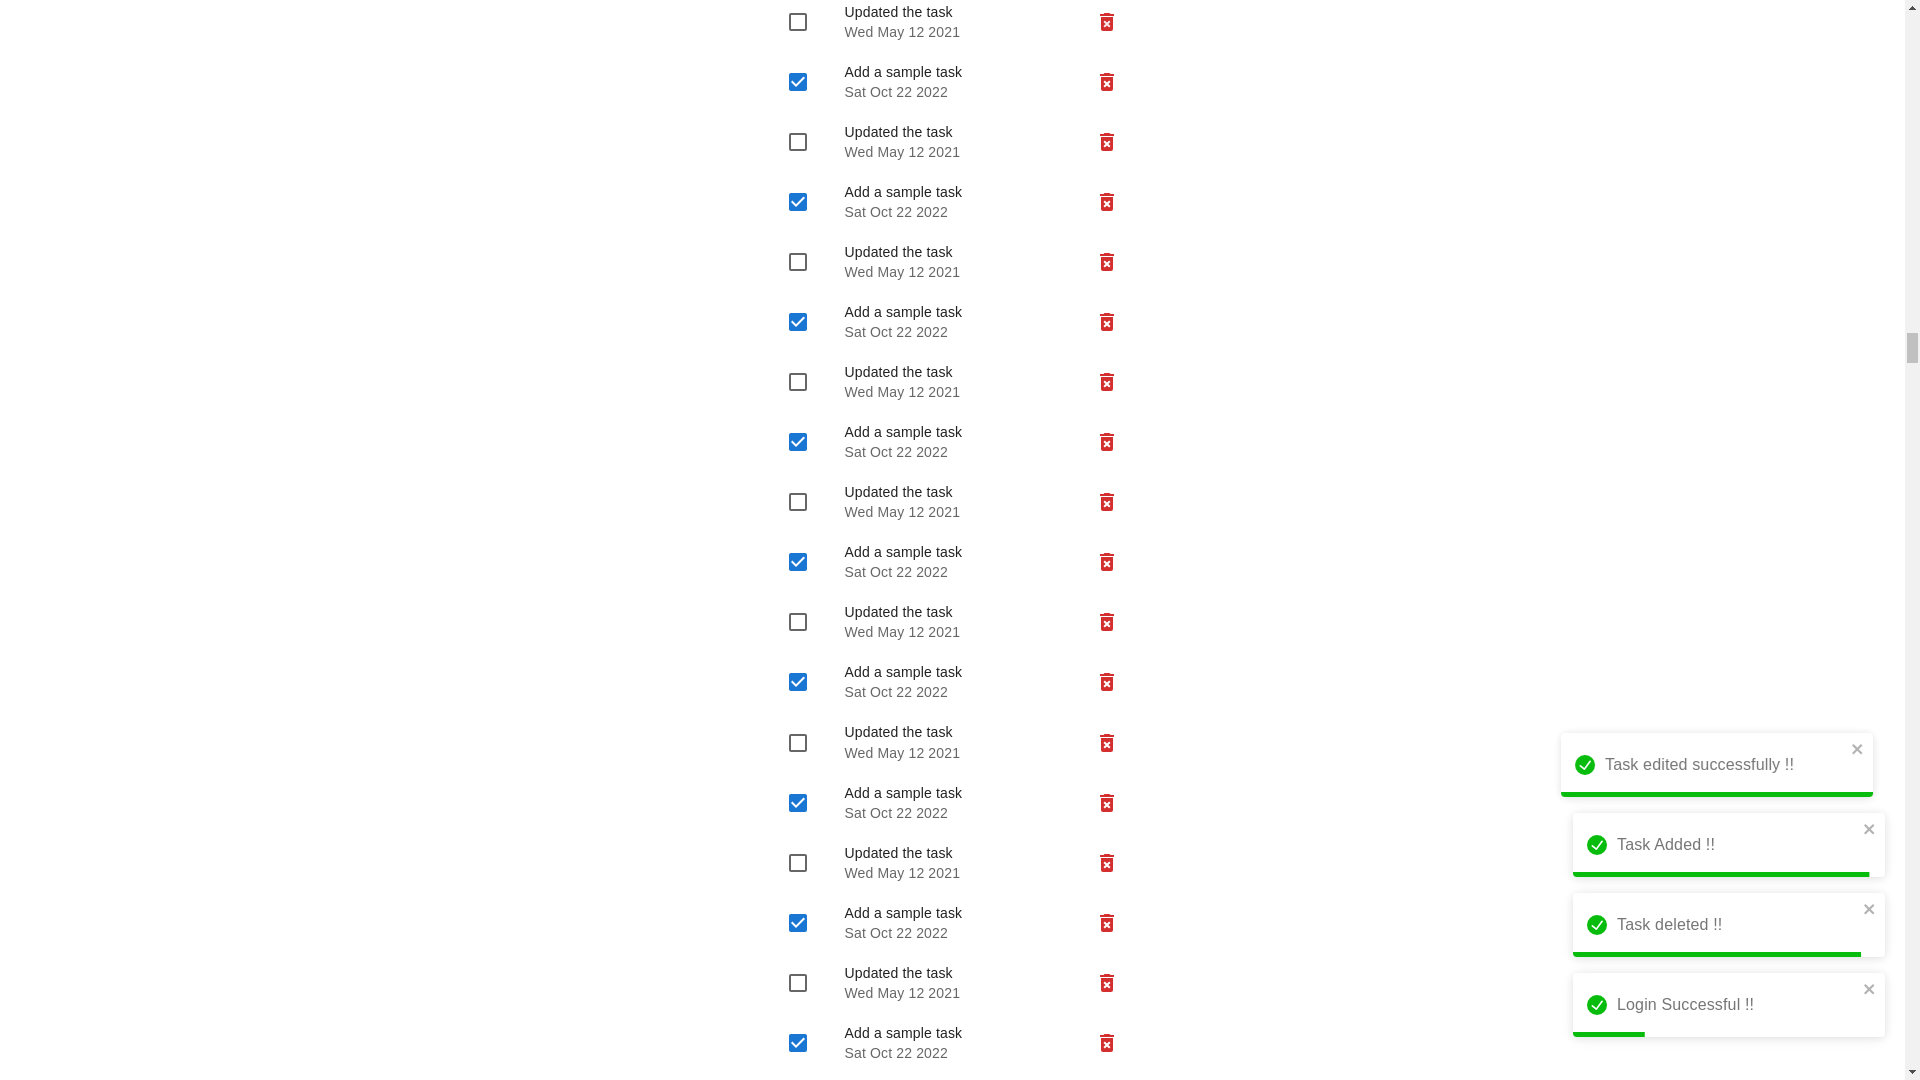 Updated the task
Wed May 12 2021
Add a sample task
Sat Oct 22 2022
Updated the task
Wed May 12 2021
Add a sample task
Sat Oct 22 2022
Updated the task
Wed May 12 2021
Add a sample task
Sat Oct 22 2022
Updated the task
Wed May 12 2021
Add a sample task
Sat Oct 22 2022
Updated the task
Wed May 12 2021
Add a sample task
Sat Oct 22 2022
Updated the task
Wed May 12 2021
Add a sample task
Sat Oct 22 2022
Updated the task
Wed May 12 2021
Add a sample task
Sat Oct 22 2022
Updated the task
Wed May 12 2021
Add a sample task
Sat Oct 22 2022
Updated the task
Wed May 12 2021
Add a sample task
Sat Oct 22 2022
Task edited successfully !!
Task Added !!
Task deleted !!
Login Successful !!